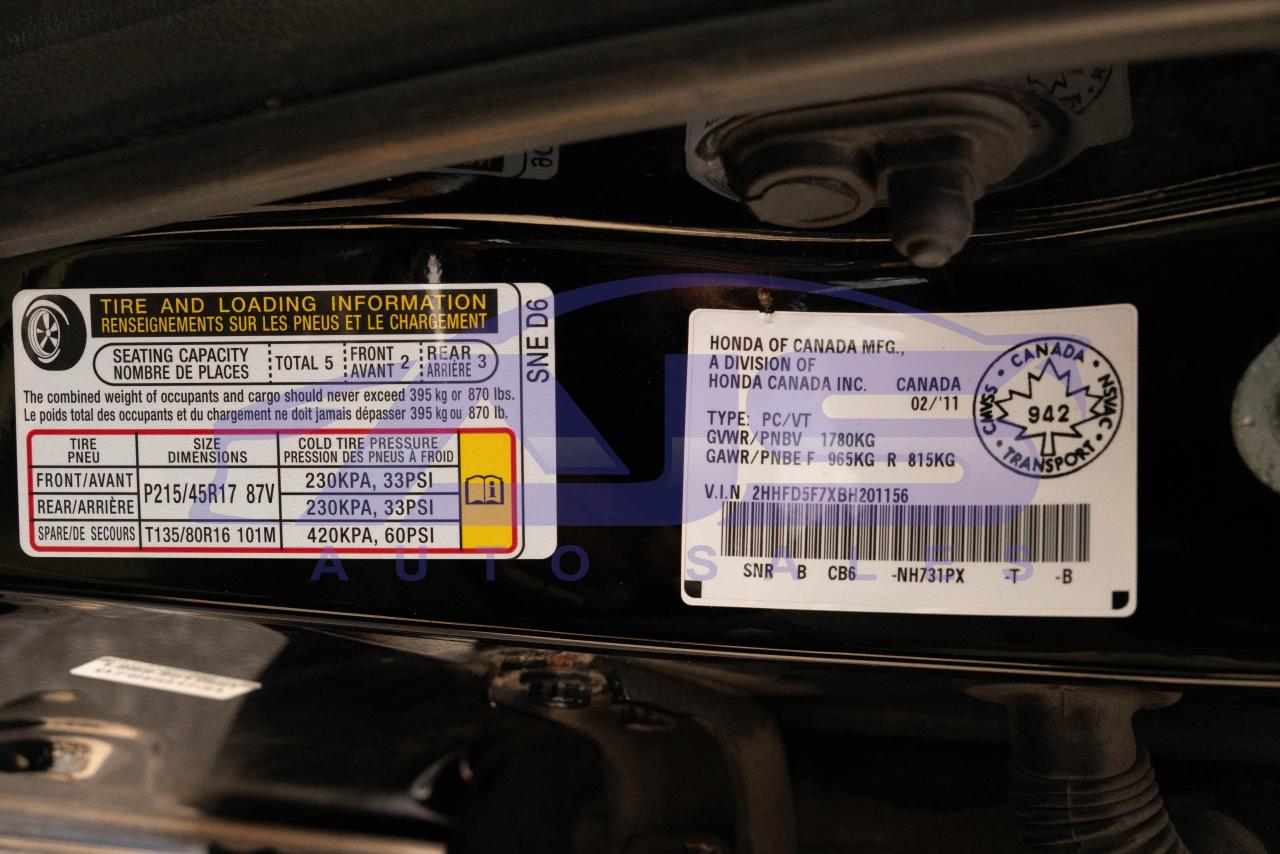 TIRE AND LOADING INFORMATION
RENSEIGNEMENTS SUR LES PNEUS ET LE CHARGEMENT
SEATING CAPACITY
NOMBRE DE PLACES
TOTAL 5
FRONT
AVANT 2
REAR
ARRIÈRE 3
SNE D6
The combined weight of occupants and cargo should never exceed 395 kg or 870 lbs.
Le poids total des occupants et du chargement ne doit jamais dépasser 395 kg ou 870 lb.
TIRE
PNEU
SIZE
DIMENSIONS
COLD TIRE PRESSURE
PRESSION DES PNEUS À FROID
FRONT/AVANT
P215/45R17 87V
230KPA, 33PSI
REAR/ARRIÈRE
230KPA, 33PSI
SPARE/DE SECOURS
T135/80R16 101M
420KPA, 60PSI
HONDA OF CANADA MFG.,
A DIVISION OF
HONDA CANADA INC. CANADA
02/'11
TYPE: PC/VT
GVWR/PNBV 1780KG
GAWR/PNBE F 965KG R 815KG
V.I.N 2HHFD5F7XBH201156
SNR B CB6 -NH731PX -T -B
CANADA
CMVSS
942
NSVAC
TRANSPORT
AJS
AUTO SALES